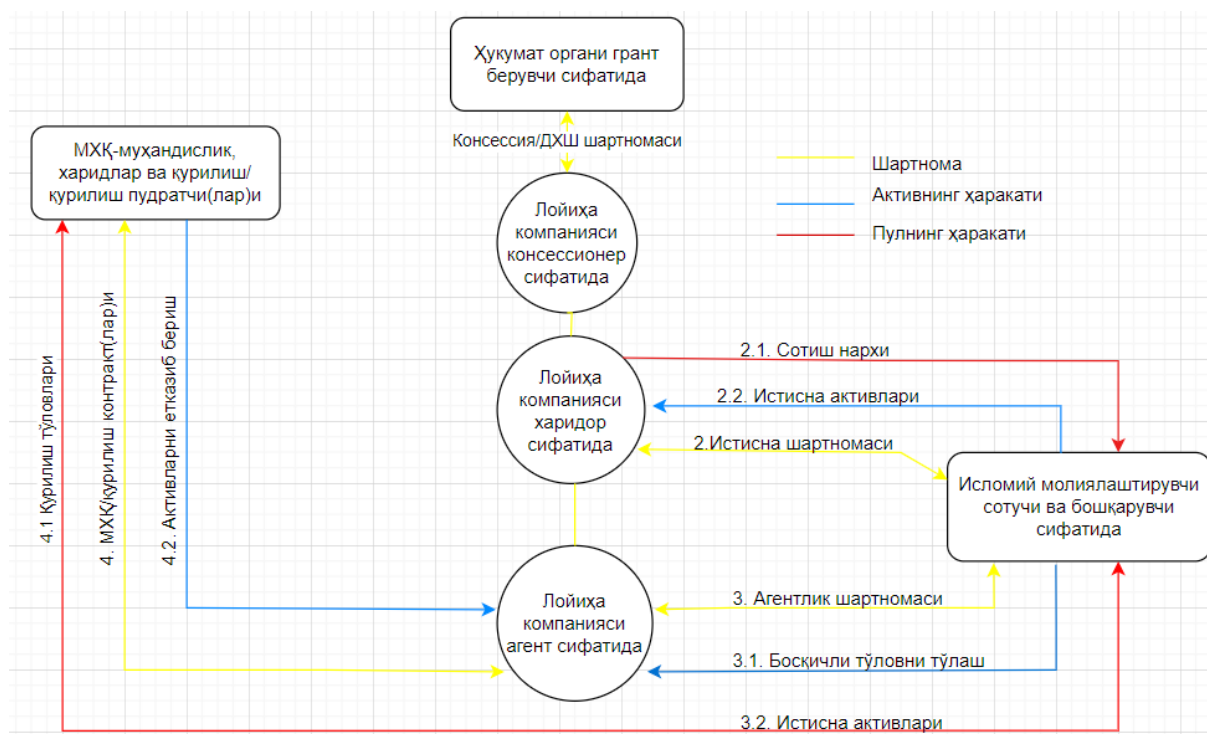 Ҳукумат органи грант
берувчи сифатида
Консессия/ДХШ шартномаси
МХҚ-муҳандислик,
харидлар ва қурилиш/
қурилиш пудратчи(лар)и
Шартнома
Активнинг ҳаракати
Пулнинг ҳаракати
Лойиҳа
компанияси
консессионер
сифатида
4.1 Қурилиш тўловлари
4. МХҚ/қурилиш контракт(лар)и
4.2. Активларни етказиб бериш
Лойиҳа
компанияси
харидор
сифатида
2.1. Сотиш нархи
2.2. Истисна активлари
2.Истисна шартномаси
Исломий молиялаштирувчи
сотучи ва бошқарувчи
сифатида
Лойиҳа
компанияси
агент сифатида
3. Агентлик шартномаси
3.1. Босқичли тўловни тўлаш
3.2. Истисна активлари